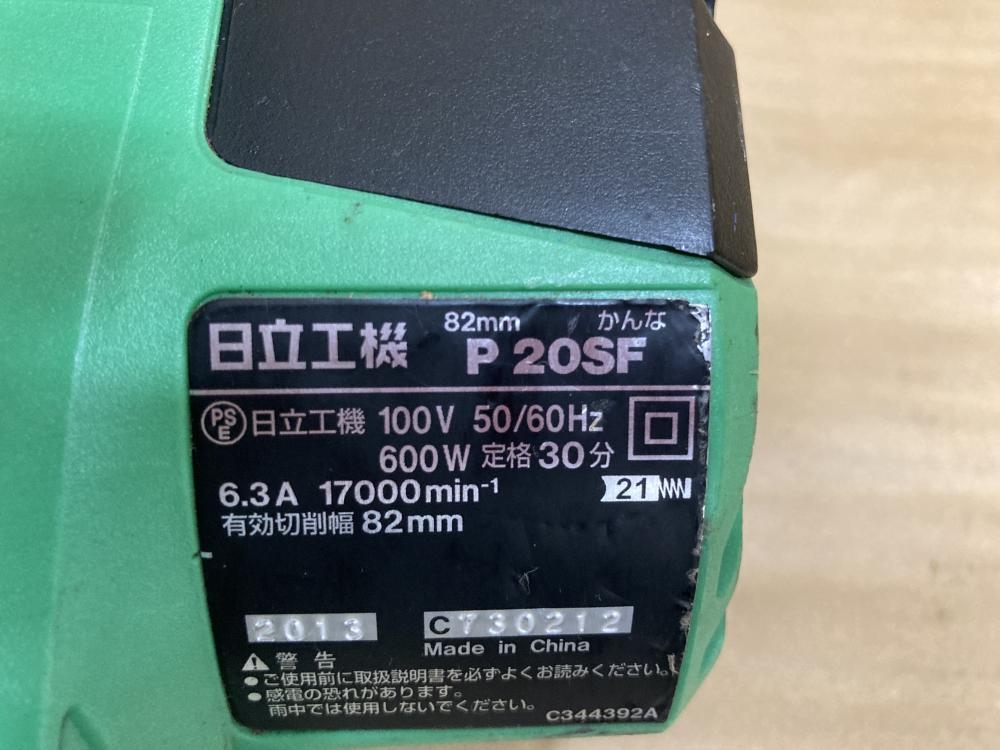 82mm かんな
日立工機 P 20SF
PSE 日立工機 100V 50/60Hz
600W 定格30分
6.3A 17000min⁻¹ 21
有効切削幅 82mm
2013 C730212
Made in China
警告
●ご使用前に取扱説明書を必ずよくお読みください。
●感電の恐れがあります。
雨中では使用しないでください。
C344392A